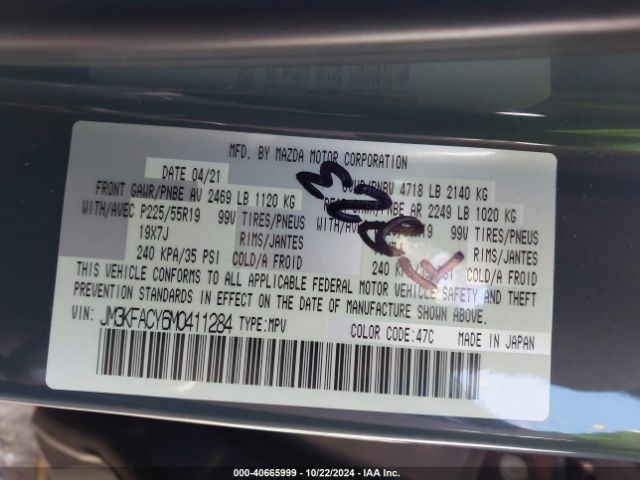 MFD. BY MAZDA MOTOR CORPORATION
DATE 04/21
GVWR/PNBV 4718 LB 2140 KG
FRONT GAWR/PNBE AV 2469 LB 1120 KG
GAWR/PNBE AR 2249 LB 1020 KG
WITH/AVEC P225/55R19 99V TIRES/PNEUS
WITH/AVEC 99V TIRES/PNEUS
19X7J RIMS/JANTES
RIMS/JANTES
240 KPA/35 PSI COLD/A FROID
240 COLD/A FROID
THIS VEHICLE CONFORMS TO ALL APPLICABLE FEDERAL MOTOR VEHICLE SAFETY AND THEFT
PREVENTION STANDARDS IN EFFECT ON THE DATE OF MANUFACTURE SHOWN ABOVE.
VIN: JM3KFACY6M0411284 TYPE:MPV
COLOR CODE:47C MADE IN JAPAN
000-40665999 - 10/22/2024 - IAA Inc.